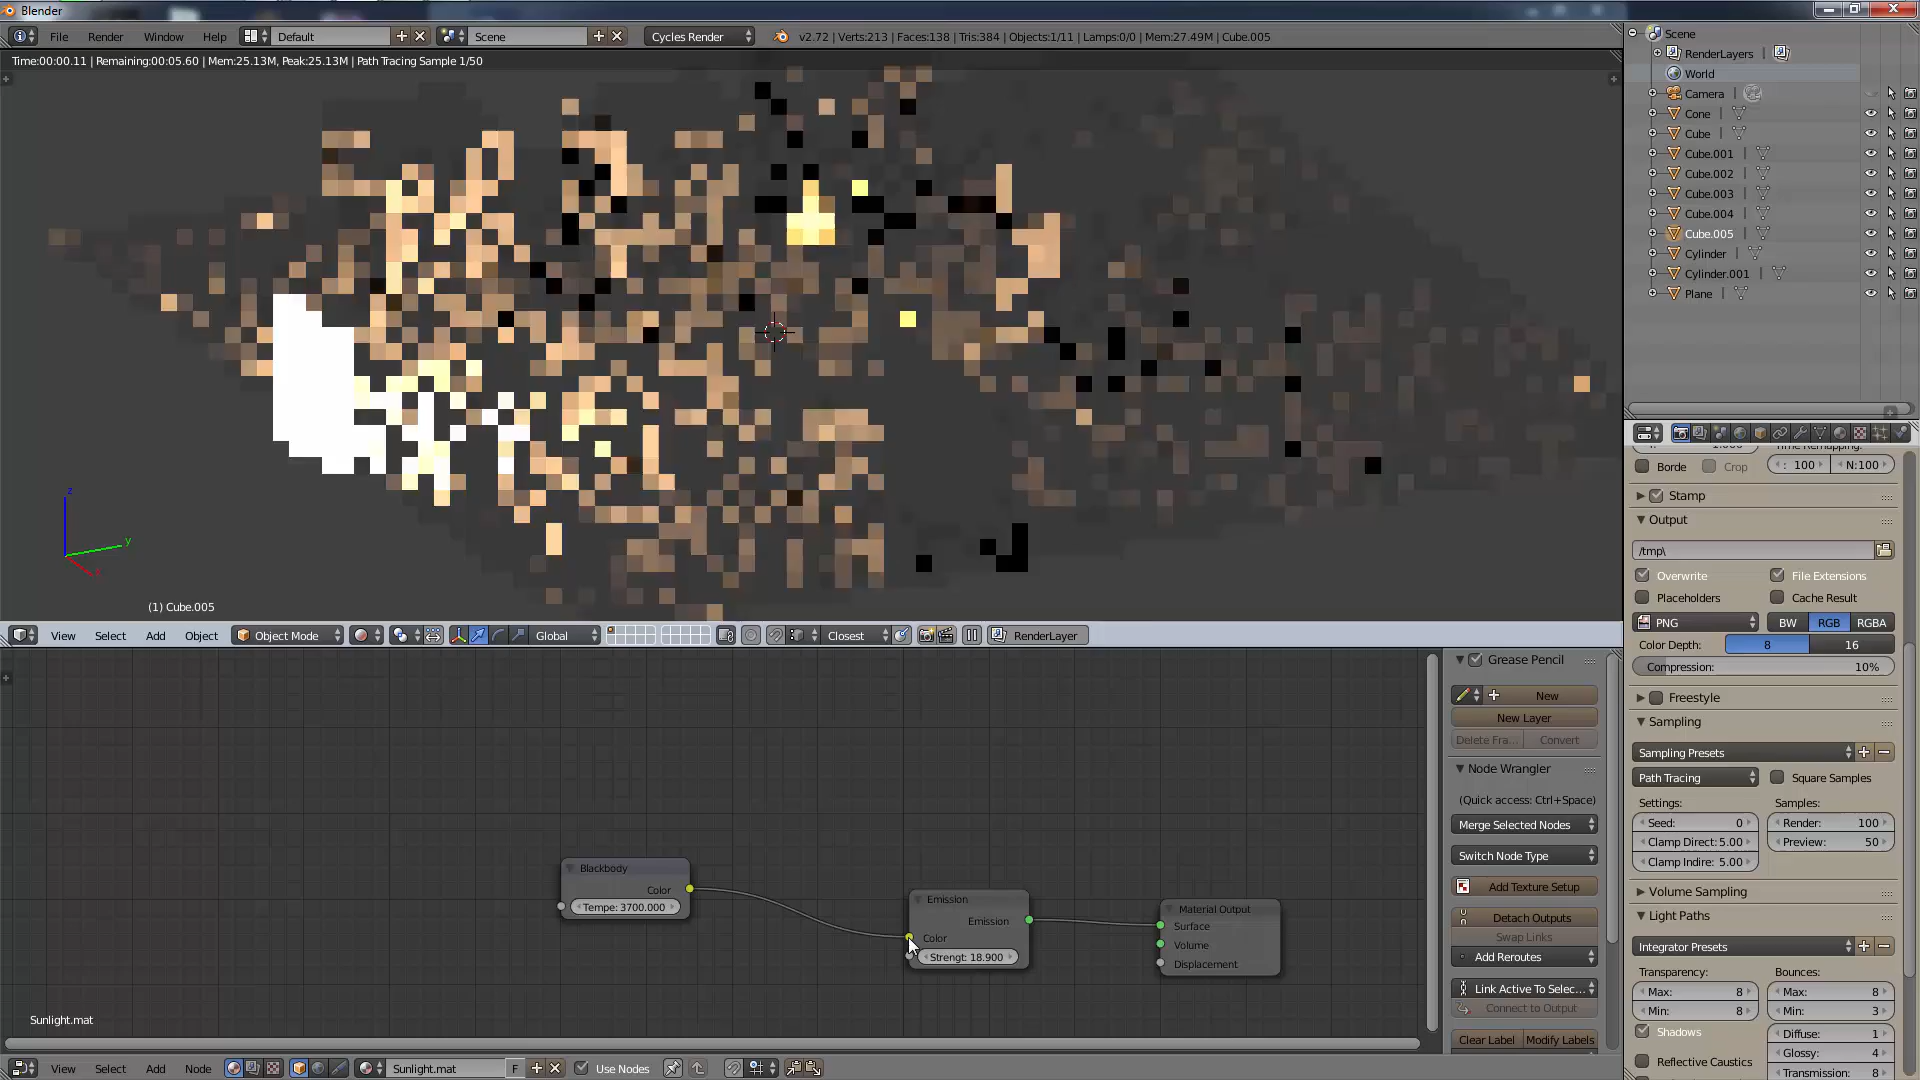 Blender
File Render Window Help Default Scene Cycles Render v2.72 | Verts:213 | Faces:138 | Tris:384 | Objects:1/11 | Lamps:0/0 | Mem:27.49M | Cube.005
Time:00:00.11 | Remaining:00:05.60 | Mem:25.13M, Peak:25.13M | Path Tracing Sample 1/50
z
y
(1) Cube.005
View Select Add Object Object Mode Global Closest RenderLayer
Blackbody
Color
Tempe: 3700.000
Emission
Emission
Color
Strengt: 18.900
Material Output
Surface
Volume
Displacement
Sunlight.mat
View Select Add Node Sunlight.mat F Use Nodes
Grease Pencil
New
New Layer
Delete Fra... Convert
Node Wrangler
(Quick access: Ctrl+Space)
Merge Selected Nodes
Switch Node Type
Add Texture Setup
Detach Outputs
Swap Links
Add Reroutes
Link Active To Selec...
Connect to Output
Clear Label Modify Labels
Scene
RenderLayers |
World
Camera |
Cone |
Cube |
Cube.001 |
Cube.002 |
Cube.003 |
Cube.004 |
Cube.005 |
Cylinder |
Cylinder.001 |
Plane |
Borde Crop : 100 N:100
Stamp
Output
/tmp\
Overwrite File Extensions
Placeholders Cache Result
PNG BW RGB RGBA
Color Depth: 8 16
Compression: 10%
Freestyle
Sampling
Sampling Presets
Path Tracing Square Samples
Settings: Samples:
Seed: 0 Render: 100
Clamp Direct: 5.00 Preview: 50
Clamp Indire: 5.00
Volume Sampling
Light Paths
Integrator Presets
Transparency: Bounces:
Max: 8 Max: 8
Min: 8 Min: 3
Shadows Diffuse: 1
Reflective Caustics Glossy: 4
Transmission: 8